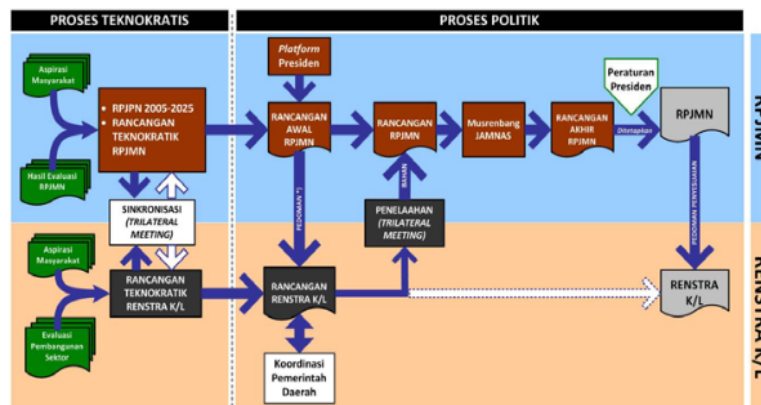 PROSES TEKNOKRATIS
PROSES POLITIK
Aspirasi
Masyarakat
Hasil Evaluasi
RPJMN
• RPJPN 2005-2025
• RANCANGAN
TEKNOKRATIK
RPJMN
Platform
Presiden
RANCANGAN
AWAL
RPJMN
RANCANGAN
RPJMN
Musrenbang
JAMNAS
RANCANGAN
AKHIR
RPJMN
Peraturan
Presiden
Ditetapkan
RPJMN
RPJMN
SINKRONISASI
(TRILATERAL
MEETING)
PEDOMAN *)
BAHAN
PENELAAHAN
(TRILATERAL
MEETING)
PEDOMAN PENYESUAIAN
Aspirasi
Masyarakat
Evaluasi
Pembangunan
Sektor
RANCANGAN
TEKNOKRATIK
RENSTRA K/L
RANCANGAN
RENSTRA K/L
Koordinasi
Pemerintah
Daerah
RENSTRA
K/L
RENSTRA K/L